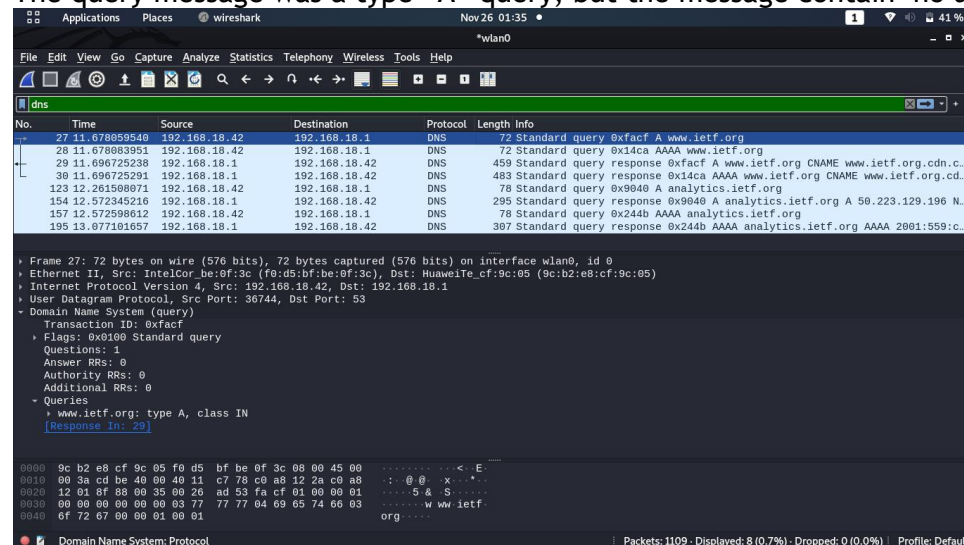 The query message was a type "A" query, but the message contain no a
Applications Places wireshark Nov 26 01:35 1 41 %
*wlan0
File Edit View Go Capture Analyze Statistics Telephony Wireless Tools Help
dns
No. Time Source Destination Protocol Length Info
27 11.678059540 192.168.18.42 192.168.18.1 DNS 72 Standard query 0xfacf A www.ietf.org
28 11.678083951 192.168.18.42 192.168.18.1 DNS 72 Standard query 0x14ca AAAA www.ietf.org
29 11.696725238 192.168.18.1 192.168.18.42 DNS 459 Standard query response 0xfacf A www.ietf.org CNAME www.ietf.org.cdn.c…
30 11.696725291 192.168.18.1 192.168.18.42 DNS 483 Standard query response 0x14ca AAAA www.ietf.org CNAME www.ietf.org.cd…
123 12.261508071 192.168.18.42 192.168.18.1 DNS 78 Standard query 0x9040 A analytics.ietf.org
154 12.572345216 192.168.18.1 192.168.18.42 DNS 295 Standard query response 0x9040 A analytics.ietf.org A 50.223.129.196 N…
157 12.572598612 192.168.18.42 192.168.18.1 DNS 78 Standard query 0x244b AAAA analytics.ietf.org
195 13.077101657 192.168.18.1 192.168.18.42 DNS 307 Standard query response 0x244b AAAA analytics.ietf.org AAAA 2001:559:c…
Frame 27: 72 bytes on wire (576 bits), 72 bytes captured (576 bits) on interface wlan0, id 0
Ethernet II, Src: IntelCor_be:0f:3c (f0:d5:bf:be:0f:3c), Dst: HuaweiTe_cf:9c:05 (9c:b2:e8:cf:9c:05)
Internet Protocol Version 4, Src: 192.168.18.42, Dst: 192.168.18.1
User Datagram Protocol, Src Port: 36744, Dst Port: 53
Domain Name System (query)
Transaction ID: 0xfacf
Flags: 0x0100 Standard query
Questions: 1
Answer RRs: 0
Authority RRs: 0
Additional RRs: 0
Queries
www.ietf.org: type A, class IN
[Response In: 29]
0000 9c b2 e8 cf 9c 05 f0 d5 bf be 0f 3c 08 00 45 00 ···········<··E·
0010 00 3a cd be 40 00 40 11 c7 78 c0 a8 12 2a c0 a8 ·:··@·@··x···*··
0020 12 01 8f 88 00 35 00 26 ad 53 fa cf 01 00 00 01 ·····5·&·S······
0030 00 00 00 00 00 00 03 77 77 77 04 69 65 74 66 03 ·······w ww·ietf·
0040 6f 72 67 00 00 01 00 01 org·····
Domain Name System: Protocol Packets: 1109 · Displayed: 8 (0.7%) · Dropped: 0 (0.0%) Profile: Defaul